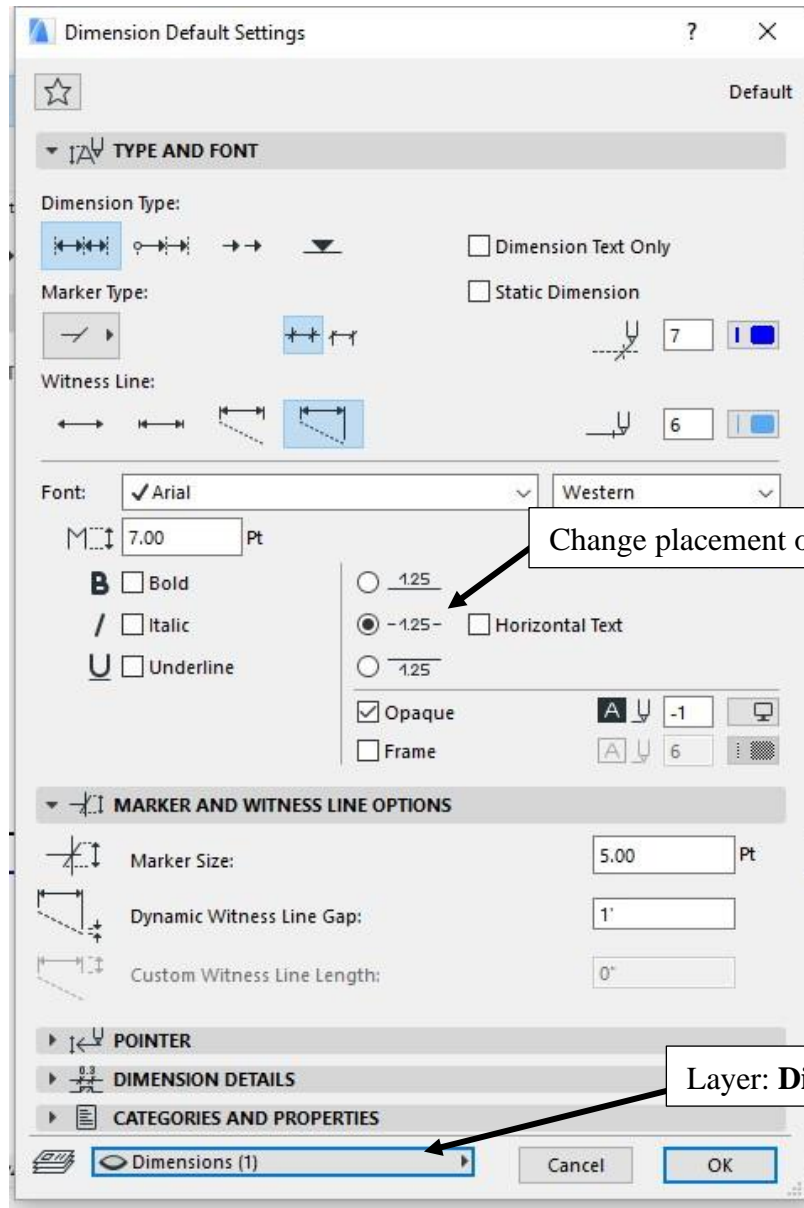 Dimension Default Settings ? ×
Default
TYPE AND FONT
Dimension Type:
Dimension Text Only
Marker Type:
Static Dimension
7
Witness Line:
6
Font: Arial Western
7.00 Pt
Change placement
B Bold 1.25
I Italic -1.25- Horizontal Text
U Underline 1.25
Opaque A -1
Frame A 6
MARKER AND WITNESS LINE OPTIONS
Marker Size: 5.00 Pt
Dynamic Witness Line Gap: 1'
Custom Witness Line Length: 0"
POINTER
DIMENSION DETAILS
Layer:
CATEGORIES AND PROPERTIES
Dimensions (1) Cancel OK